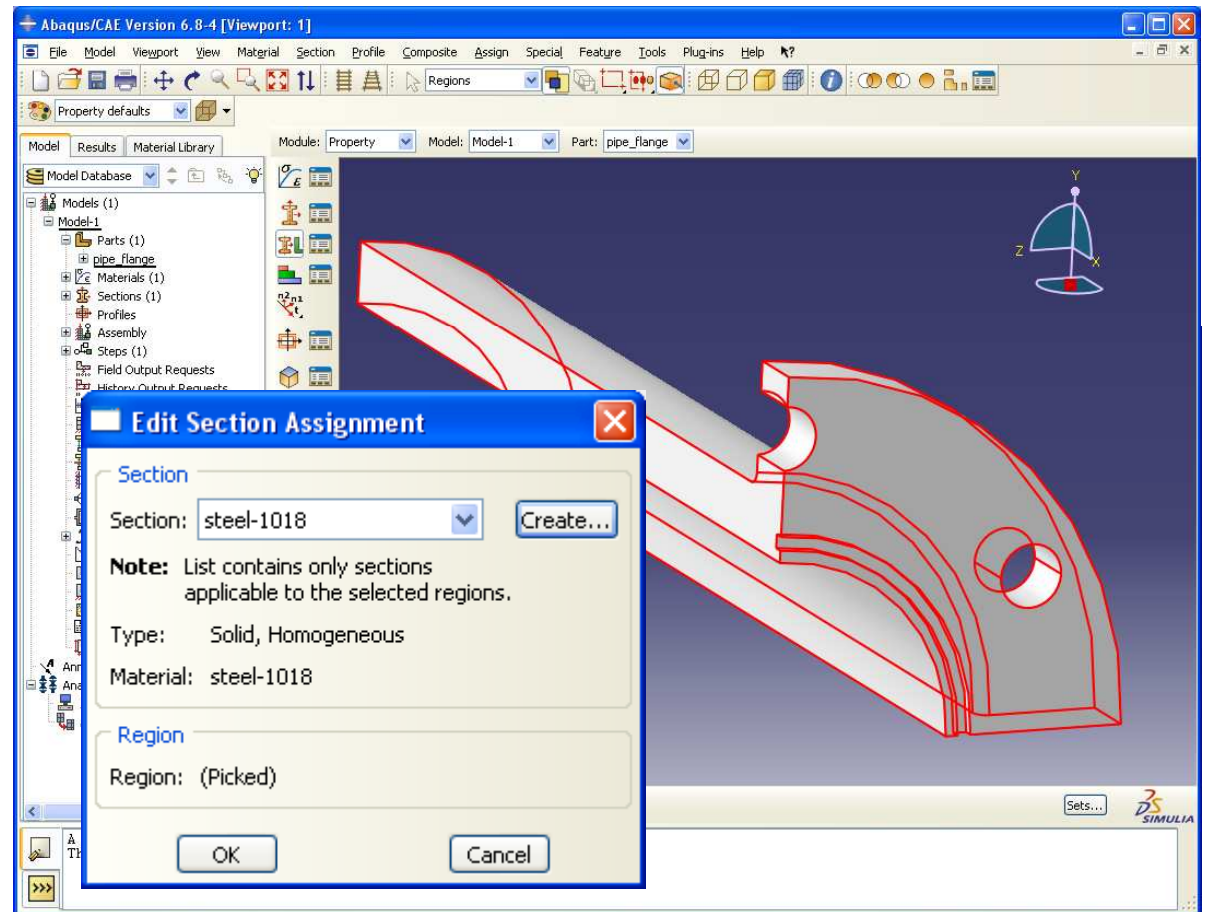 Abaqus/CAE Version 6.8-4 [Viewport: 1]
File Model Viewport View Material Section Profile Composite Assign Special Feature Tools Plug-ins Help
Regions
Property defaults
Model Results Material Library
Module: Property Model: Model-1 Part: pipe_flange
Model Database
Models (1)
Model-1
Parts (1)
pipe_flange
Materials (1)
Sections (1)
Profiles
Assembly
Steps (1)
Field Output Requests
History Output Requests
σ
ε
n2 n1
t
Y
Z
X
Edit Section Assignment
Section
Section: steel-1018 Create...
Note: List contains only sections
applicable to the selected regions.
Type: Solid, Homogeneous
Material: steel-1018
Region
Region: (Picked)
OK Cancel
Sets...
SIMULIA
>>>